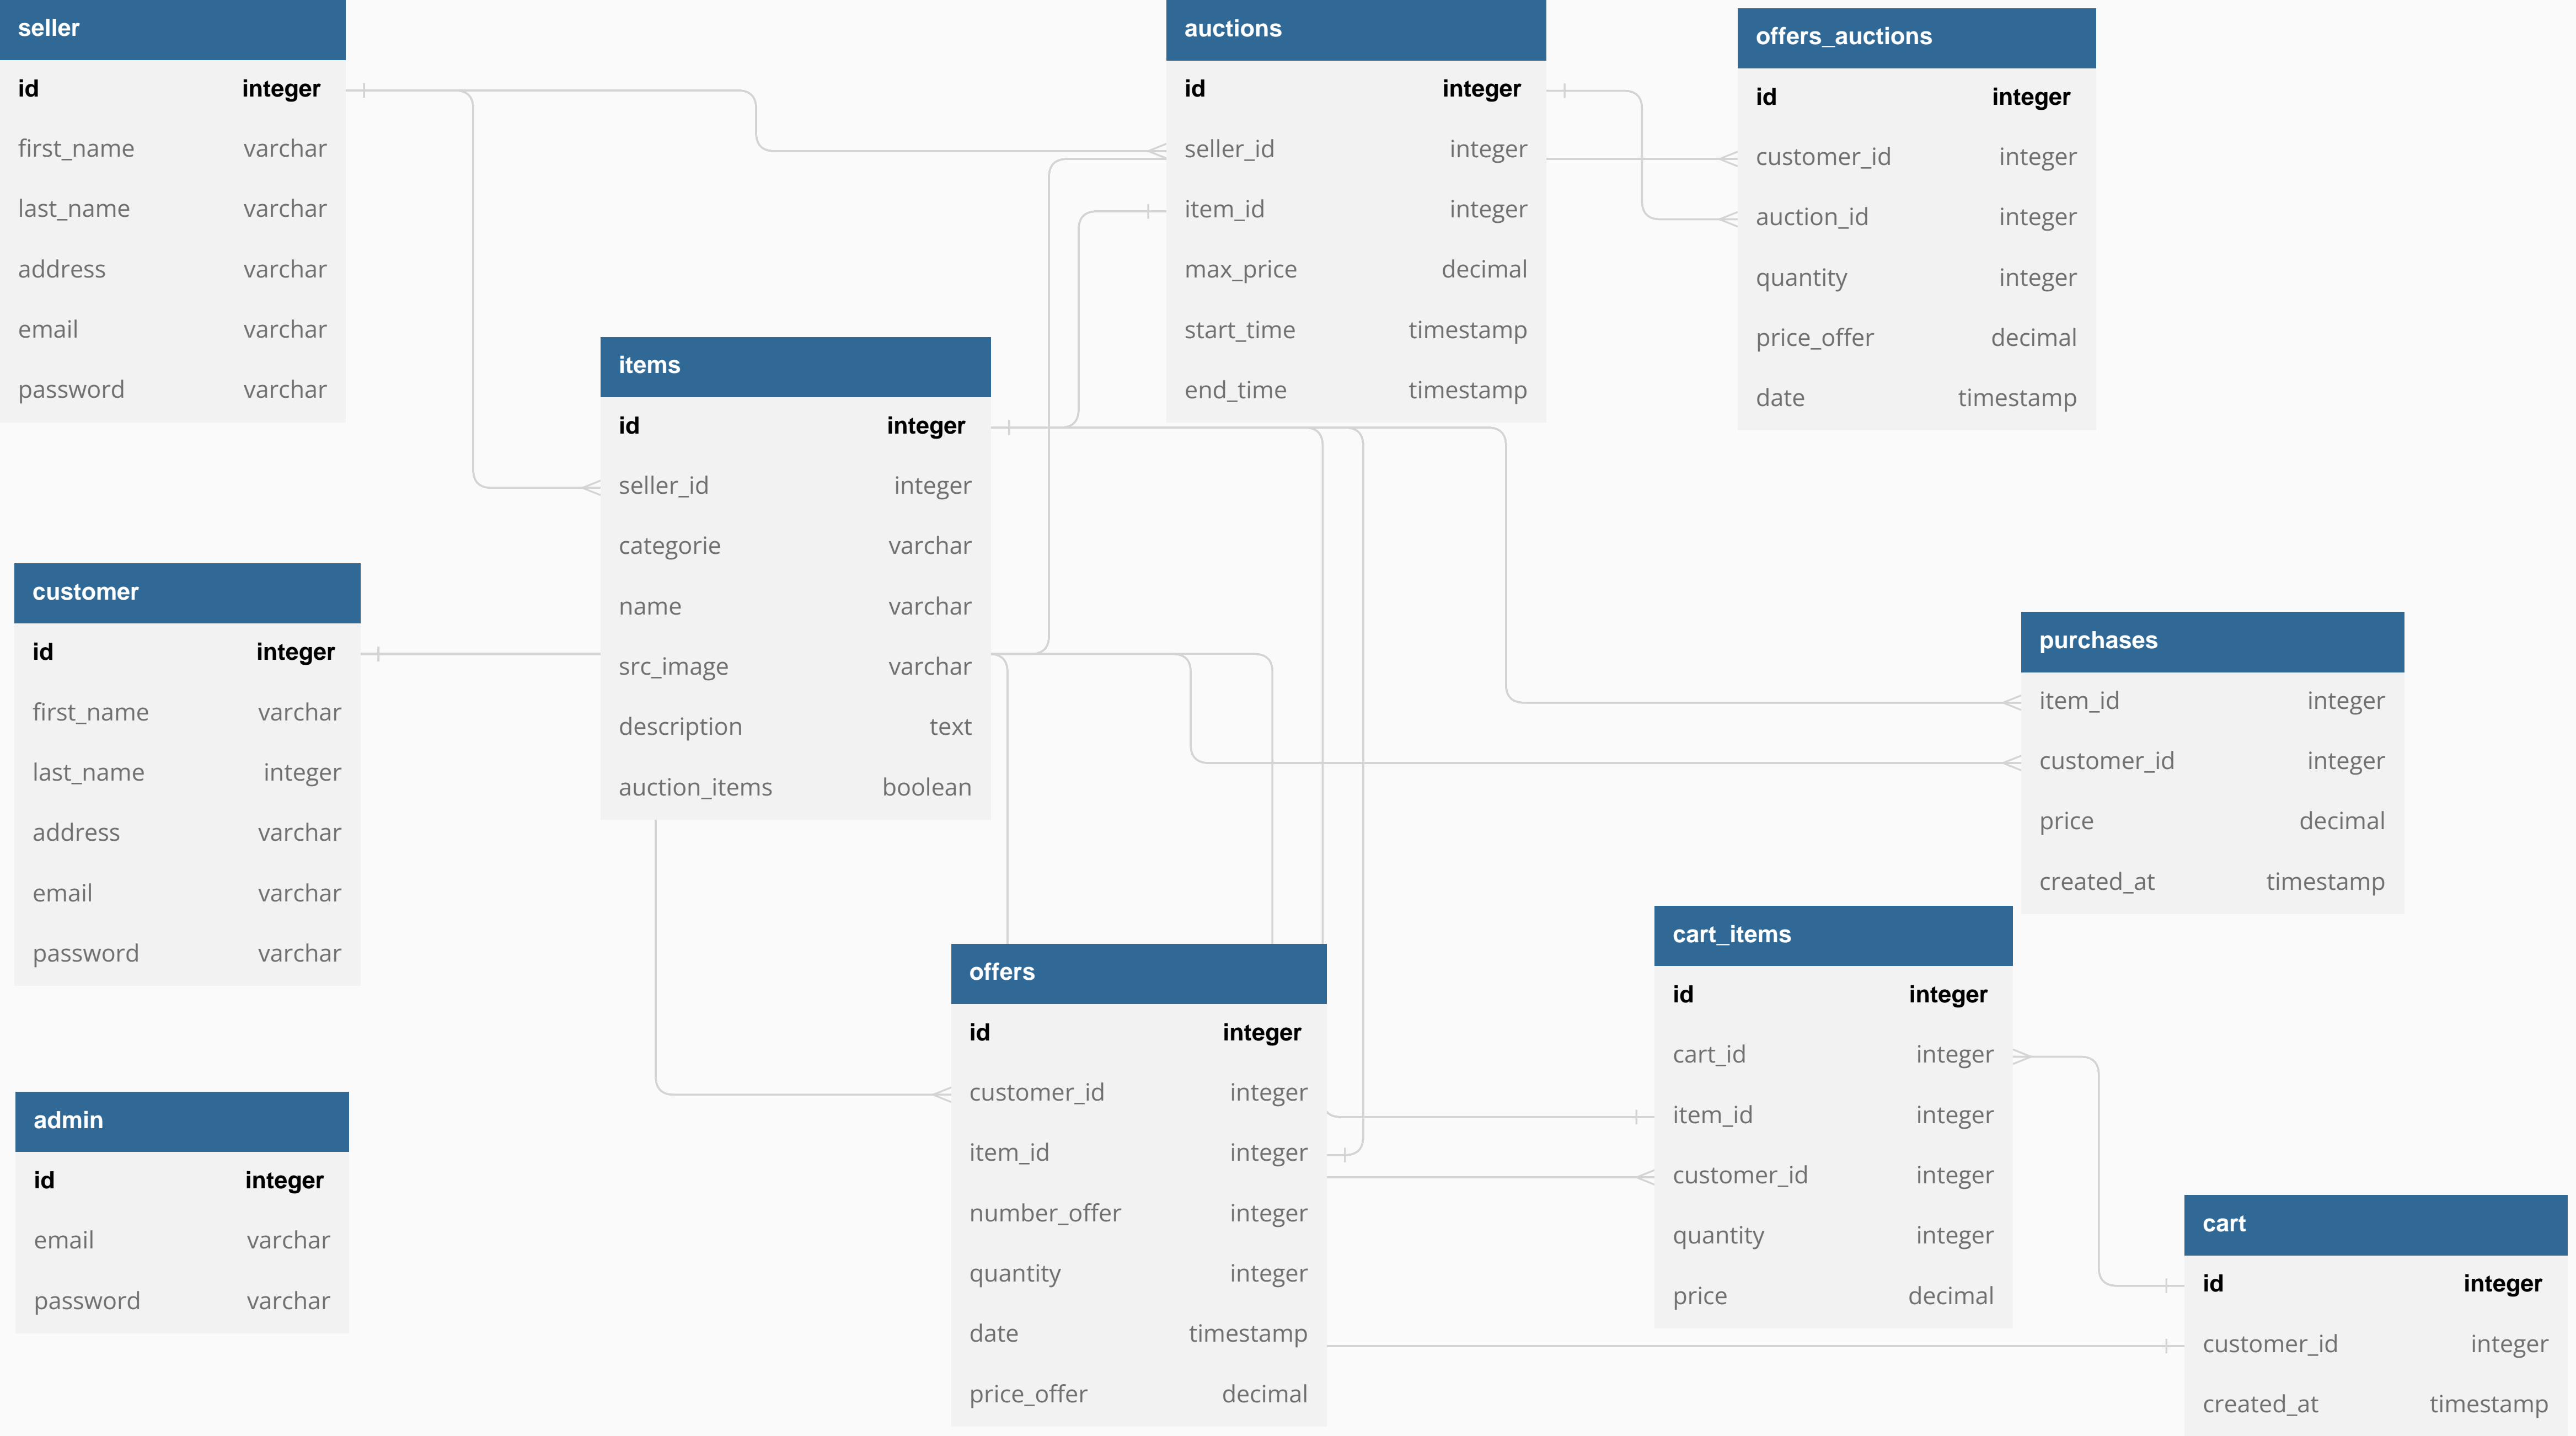 seller
id integer
first_name varchar
last_name varchar
address varchar
email varchar
password varchar
auctions
id integer
seller_id integer
item_id integer
max_price decimal
start_time timestamp
end_time timestamp
offers_auctions
id integer
customer_id integer
auction_id integer
quantity integer
price_offer decimal
date timestamp
items
id integer
seller_id integer
categorie varchar
name varchar
src_image varchar
description text
auction_items boolean
customer
id integer
first_name varchar
last_name integer
address varchar
email varchar
password varchar
purchases
item_id integer
customer_id integer
price decimal
created_at timestamp
cart_items
id integer
cart_id integer
item_id integer
customer_id integer
quantity integer
price decimal
offers
id integer
customer_id integer
item_id integer
number_offer integer
quantity integer
date timestamp
price_offer decimal
admin
id integer
email varchar
password varchar
cart
id integer
customer_id integer
created_at timestamp